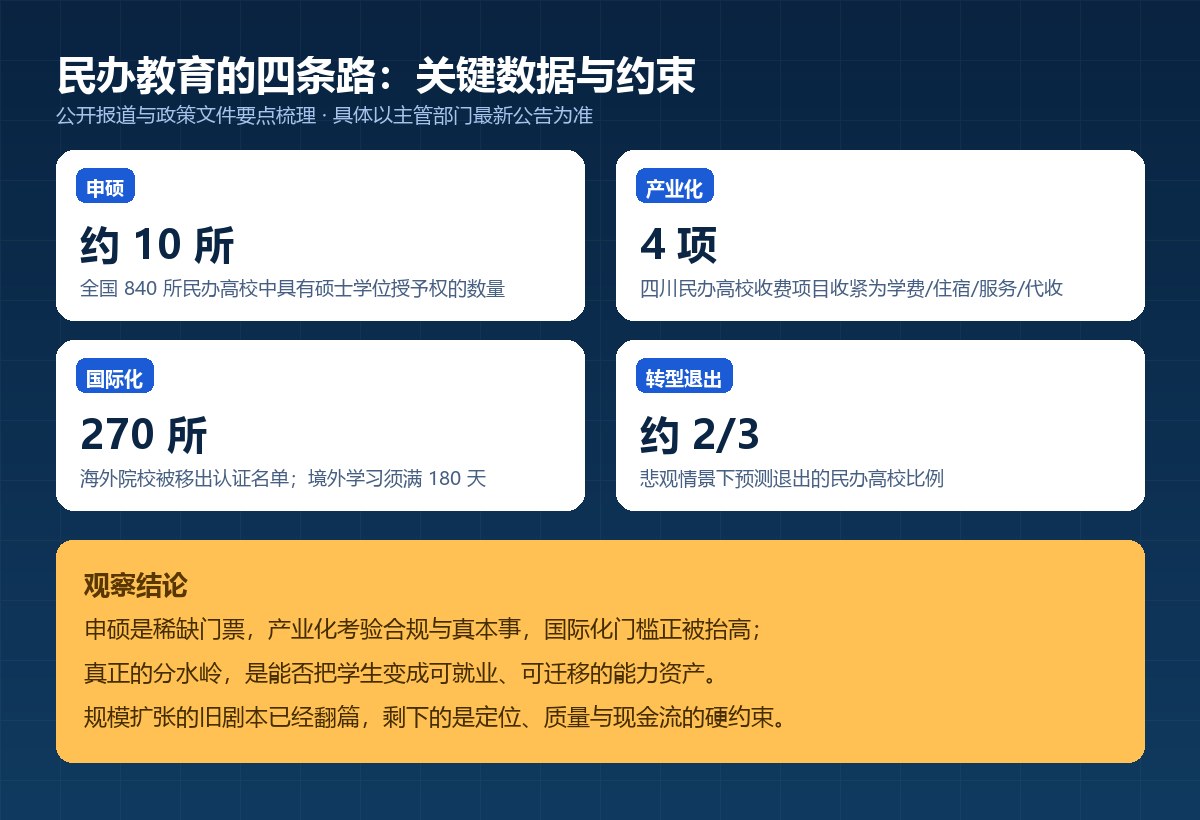 民办教育的四条路：关键数据与约束
公开报道与政策文件要点梳理 · 具体以主管部门最新公告为准
申硕
约 10 所
全国 840 所民办高校中具有硕士学位授予权的数量
产业化
4 项
四川民办高校收费项目收紧为学费/住宿/服务/代收
国际化
270 所
海外院校被移出认证名单；境外学习须满 180 天
转型退出
约 2/3
悲观情景下预测退出的民办高校比例
观察结论
申硕是稀缺门票，产业化考验合规与真本事，国际化门槛正被抬高；
真正的分水岭，是能否把学生变成可就业、可迁移的能力资产。
规模扩张的旧剧本已经翻篇，剩下的是定位、质量与现金流的硬约束。